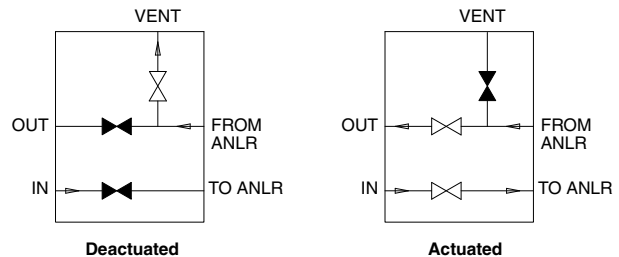 VENT
OUT
FROM
ANLR
IN
TO ANLR
Deactuated
VENT
OUT
FROM
ANLR
IN
TO ANLR
Actuated